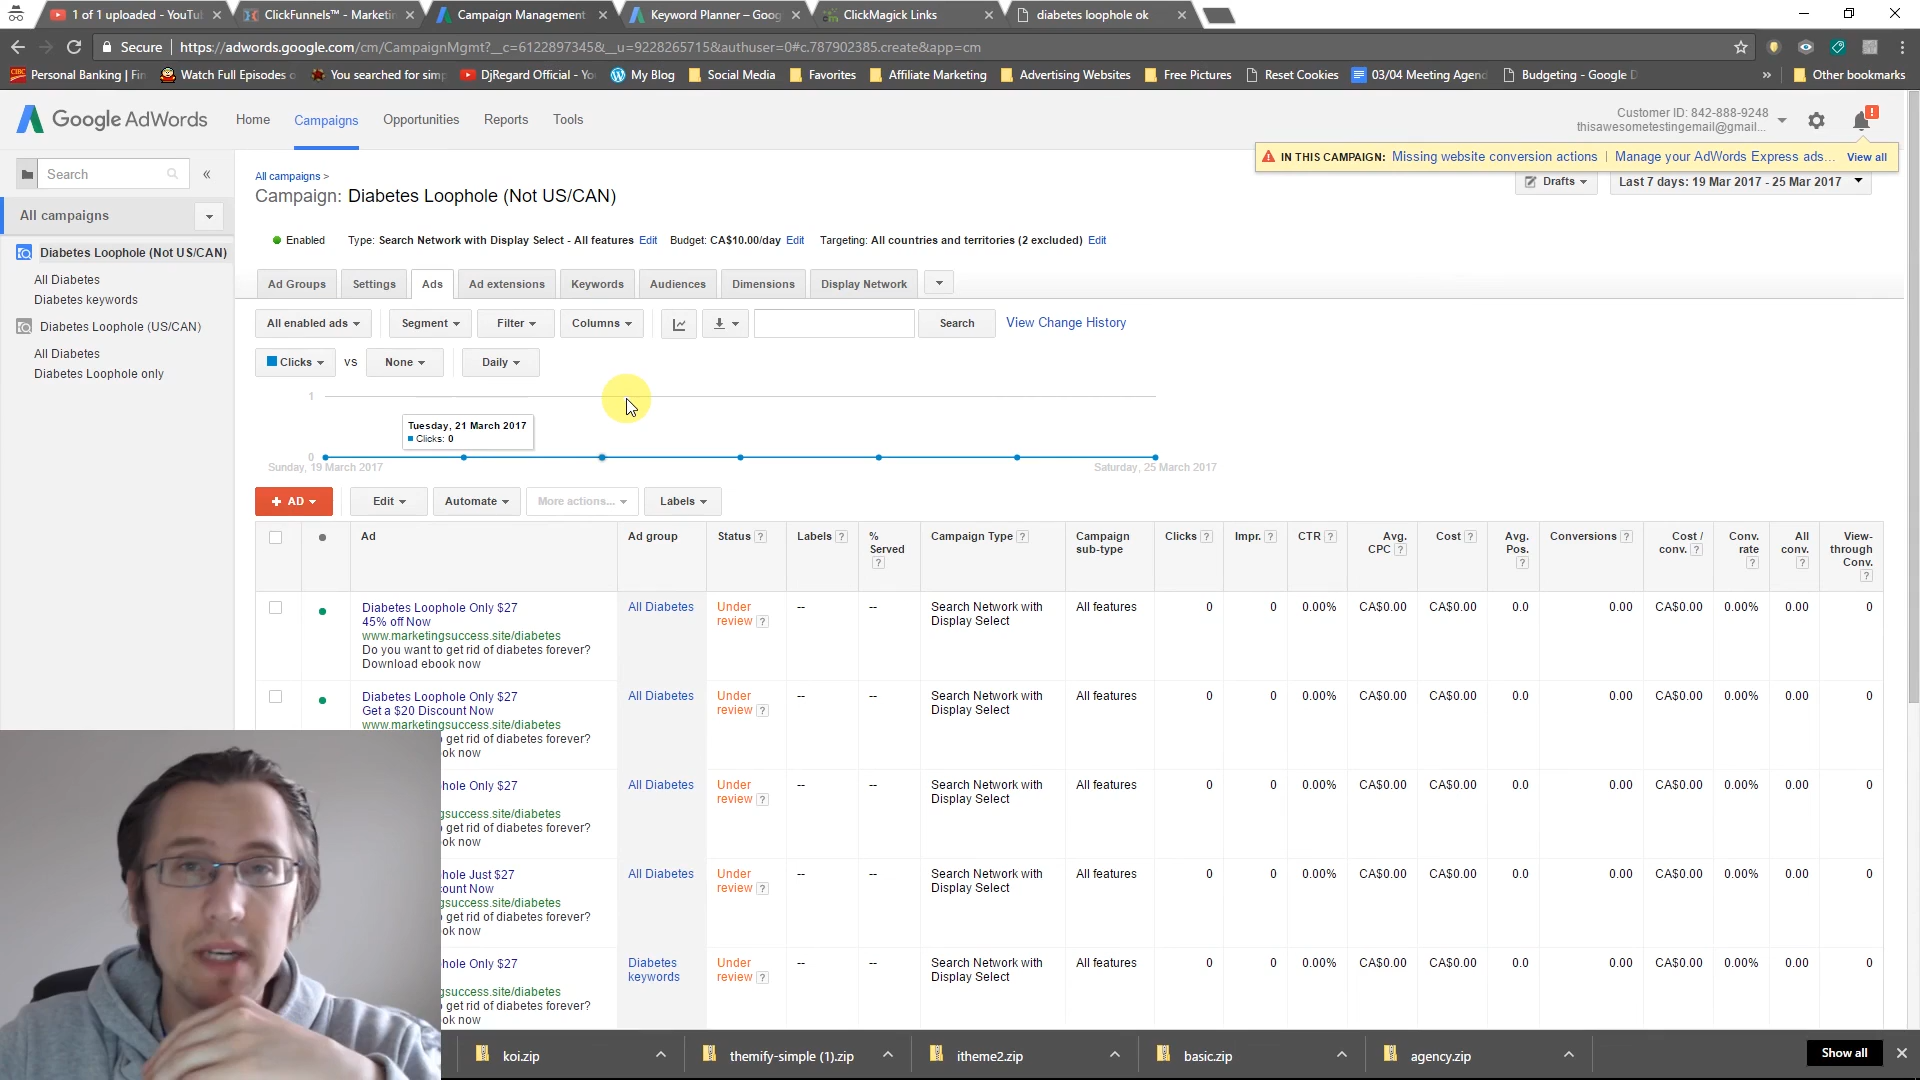 1 of 1 uploaded - YouTu
ClickFunnels™ - Marketin
Campaign Management
Keyword Planner – Goog
ClickMagick Links
diabetes loophole ok
Secure
https://adwords.google.com/cm/CampaignMgmt?__c=6122897345&__u=9228265715&authuser=0#c.787902385.create&app=cm
CIBC Personal Banking | Fin
Watch Full Episodes o
You searched for simp
DjRegard Official - Yo
My Blog
Social Media
Favorites
Affiliate Marketing
Advertising Websites
Free Pictures
Reset Cookies
03/04 Meeting Agend
Budgeting - Google D
»
Other bookmarks
Google AdWords
Home
Campaigns
Opportunities
Reports
Tools
Customer ID: 842-888-9248
thisawesometestingemail@gmail...
!
IN THIS CAMPAIGN: Missing website conversion actions | Manage your AdWords Express ads... View all
Search
«
All campaigns
Diabetes Loophole (Not US/CAN)
All Diabetes
Diabetes keywords
Diabetes Loophole (US/CAN)
All Diabetes
Diabetes Loophole only
All campaigns >
Campaign: Diabetes Loophole (Not US/CAN)
Drafts
Last 7 days: 19 Mar 2017 - 25 Mar 2017
Enabled
Type: Search Network with Display Select - All features Edit
Budget: CA$10.00/day Edit
Targeting: All countries and territories (2 excluded) Edit
Ad Groups
Settings
Ads
Ad extensions
Keywords
Audiences
Dimensions
Display Network
All enabled ads
Segment
Filter
Columns
Search
View Change History
Clicks
VS
None
Daily
1
Tuesday, 21 March 2017
Clicks: 0
0
Sunday, 19 March 2017
Saturday, 25 March 2017
+ AD
Edit
Automate
More actions...
Labels
Ad
Ad group
Status ?
Labels ?
% Served ?
Campaign Type ?
Campaign sub-type
Clicks ?
Impr. ?
CTR ?
Avg. CPC ?
Cost ?
Avg. Pos. ?
Conversions ?
Cost / conv. ?
Conv. rate ?
All conv. ?
View-through Conv. ?
Diabetes Loophole Only $27
45% off Now
www.marketingsuccess.site/diabetes
Do you want to get rid of diabetes forever?
Download ebook now
All Diabetes
Under review ?
--
--
Search Network with Display Select
All features
0
0
0.00%
CA$0.00
CA$0.00
0.0
0.00
CA$0.00
0.00%
0.00
0
Diabetes Loophole Only $27
Get a $20 Discount Now
www.marketingsuccess.site/diabetes
get rid of diabetes forever?
ok now
All Diabetes
Under review ?
--
--
Search Network with Display Select
All features
0
0
0.00%
CA$0.00
CA$0.00
0.0
0.00
CA$0.00
0.00%
0.00
0
hole Only $27
gsuccess.site/diabetes
get rid of diabetes forever?
ok now
All Diabetes
Under review ?
--
--
Search Network with Display Select
All features
0
0
0.00%
CA$0.00
CA$0.00
0.0
0.00
CA$0.00
0.00%
0.00
0
hole Just $27
count Now
gsuccess.site/diabetes
get rid of diabetes forever?
ok now
All Diabetes
Under review ?
--
--
Search Network with Display Select
All features
0
0
0.00%
CA$0.00
CA$0.00
0.0
0.00
CA$0.00
0.00%
0.00
0
hole Only $27
gsuccess.site/diabetes
get rid of diabetes forever?
ok now
Diabetes keywords
Under review ?
--
--
Search Network with Display Select
All features
0
0
0.00%
CA$0.00
CA$0.00
0.0
0.00
CA$0.00
0.00%
0.00
0
koi.zip
themify-simple (1).zip
itheme2.zip
basic.zip
agency.zip
Show all